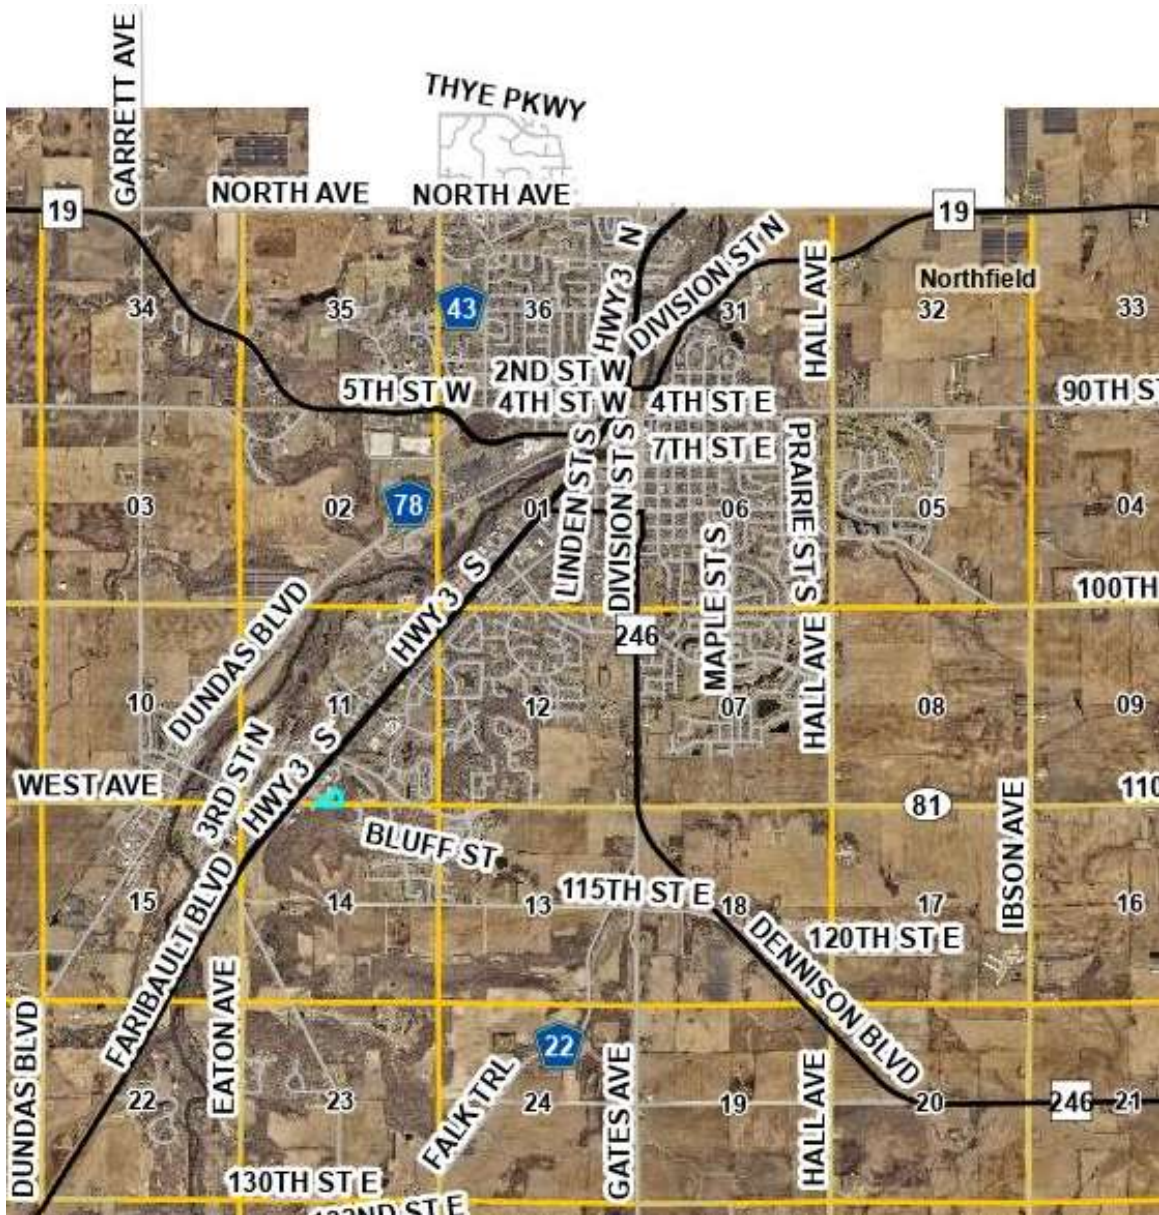 GARRETT AVE
THYE PKWY
NORTH AVE
NORTH AVE
19
19
HWY 3 N
DIVISION ST N
HALL AVE
Northfield
34
35
43
36
31
32
33
2ND ST W
5TH ST W
4TH ST W
4TH ST E
90TH ST
7TH ST E
LINDEN ST S
DIVISION ST S
PRAIRIE ST S
03
02
78
01
06
05
04
MAPLE ST S
HWY 3 S
100TH
DUNDAS BLVD
246
HALL AVE
10
11
12
07
08
09
3RD ST N
HWY 3 S
WEST AVE
110
81
IBSON AVE
BLUFF ST
FARIBAULT BLVD
15
14
13
115TH ST E
18
17
16
120TH ST E
DENNISON BLVD
DUNDAS BLVD
EATON AVE
22
FALK TRL
GATES AVE
HALL AVE
22
23
24
19
20
246
21
130TH ST E